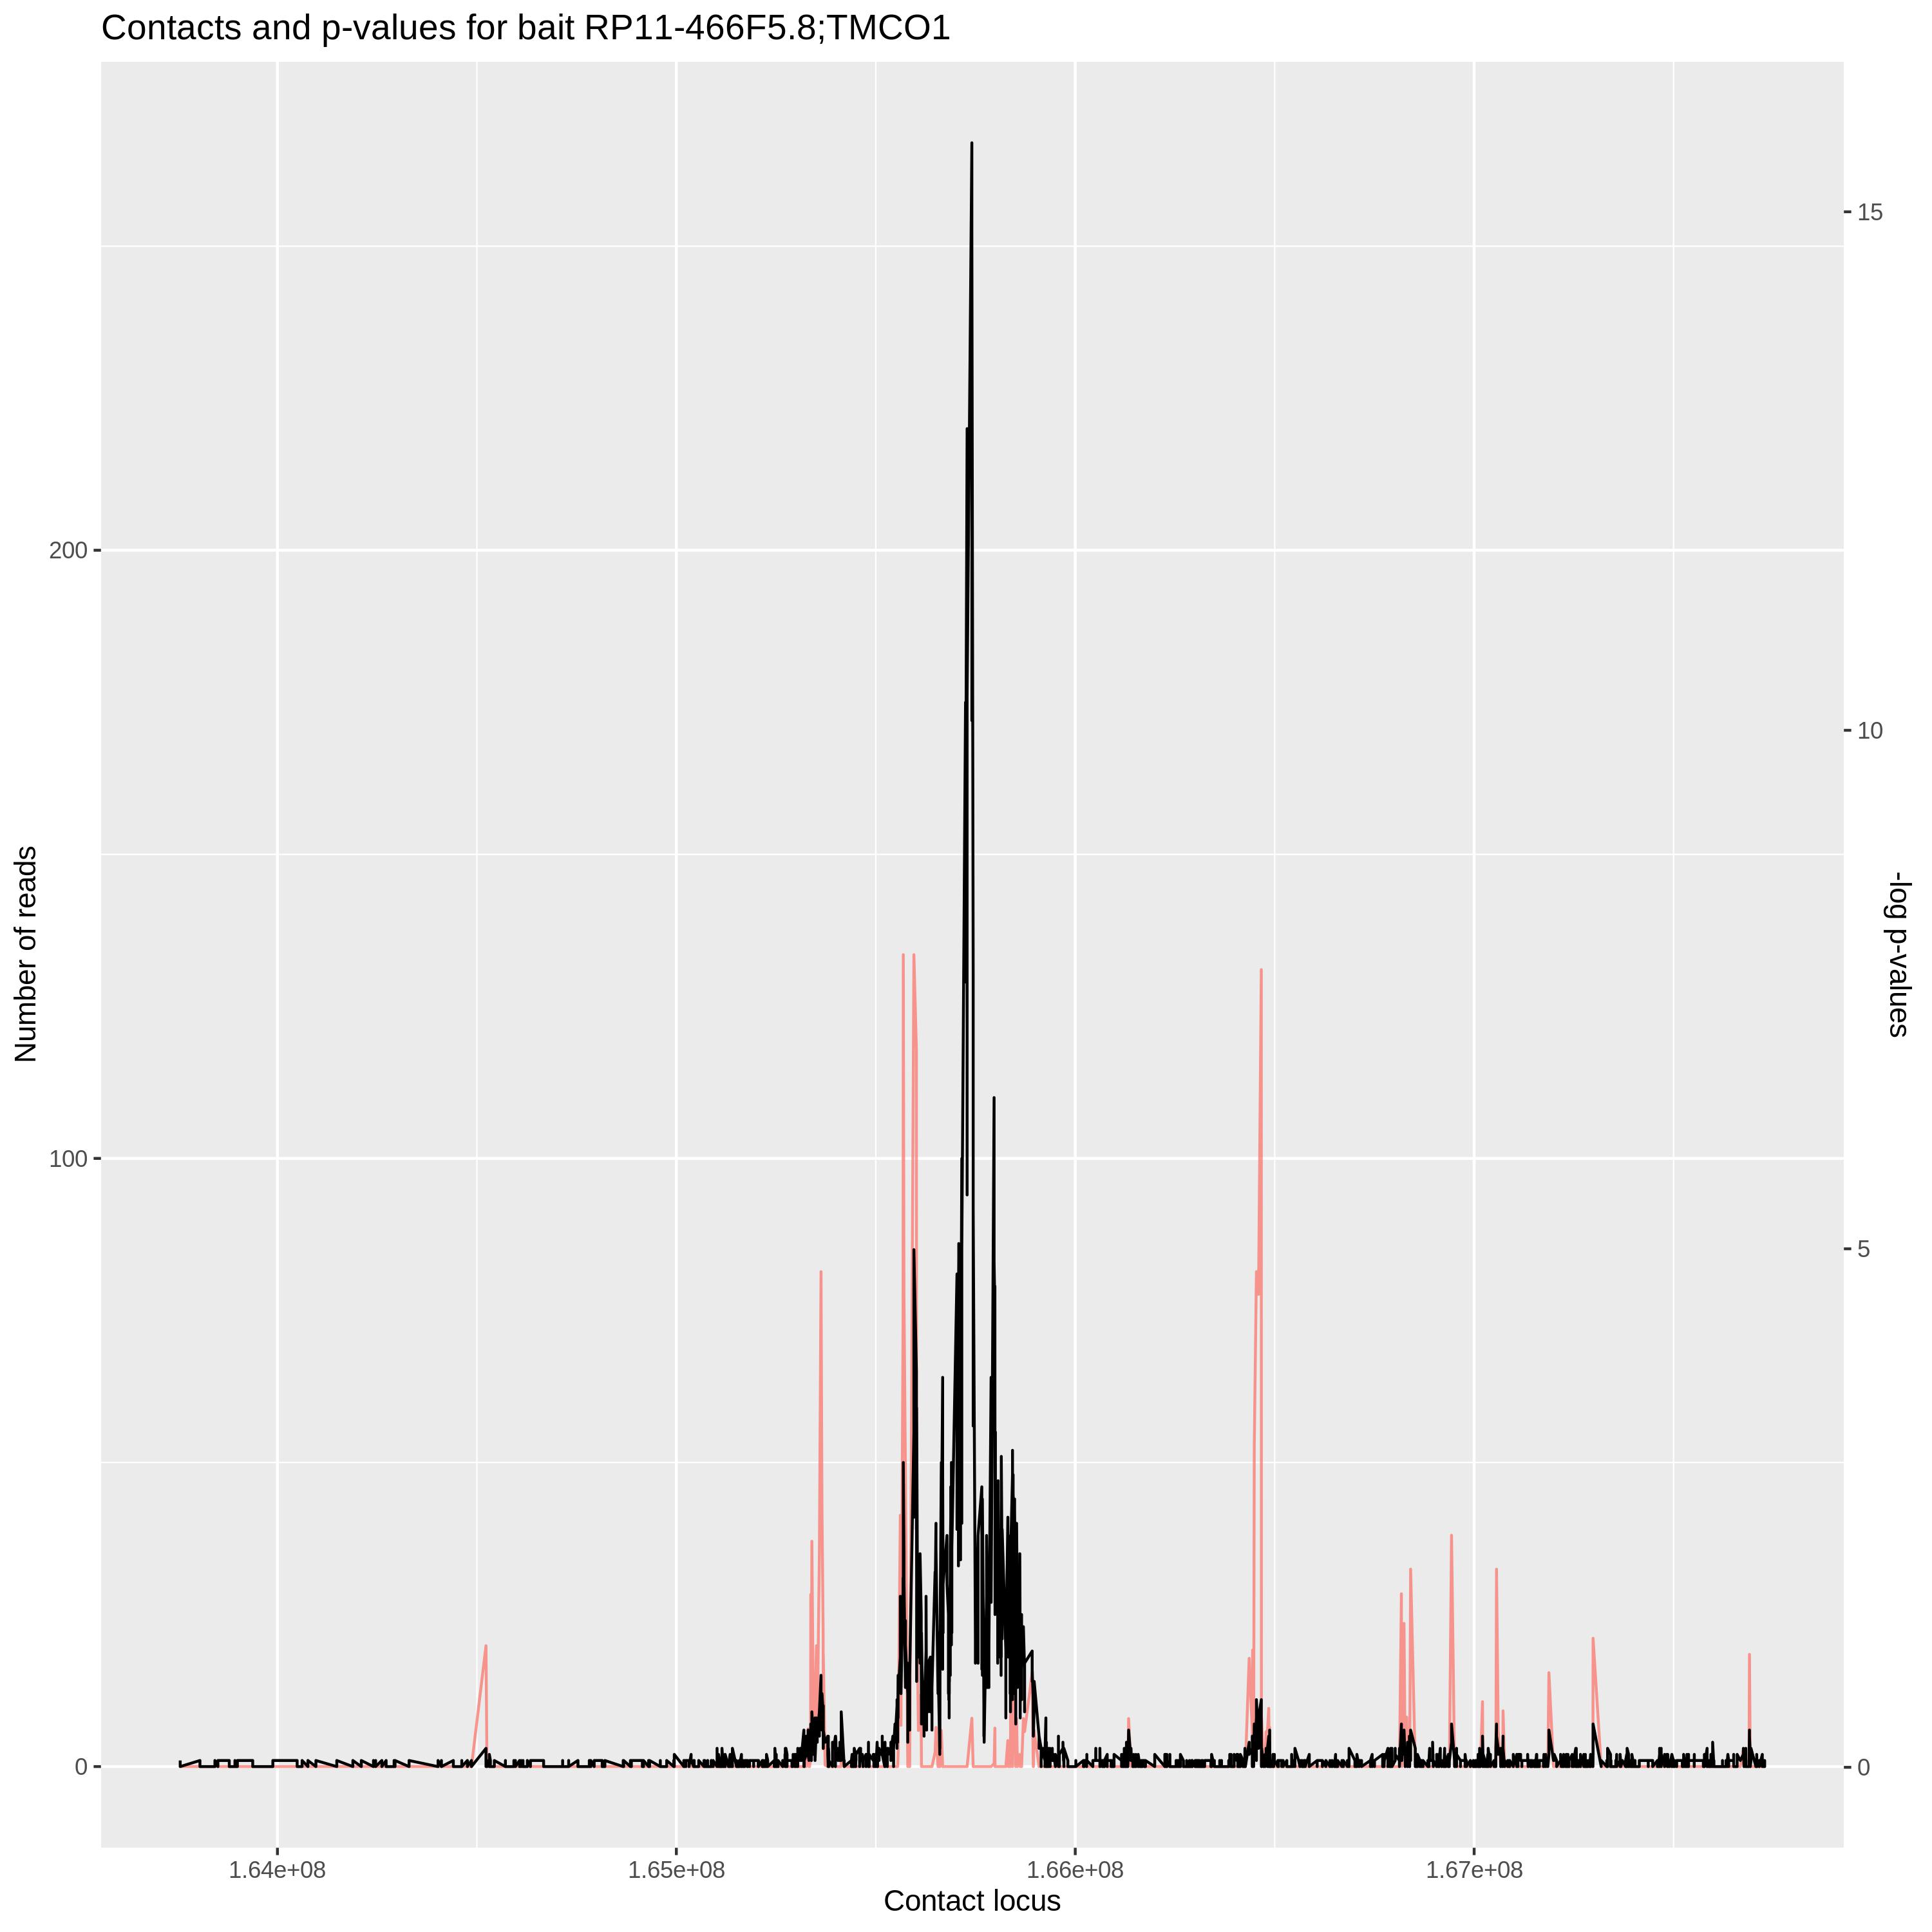 Contacts and p-values for bait RP11-466F5.8;TMCO1
Number of reads
200
100
0
15
10
5
0
-log p-values
1.64e+08
1.65e+08
1.66e+08
1.67e+08
Contact locus